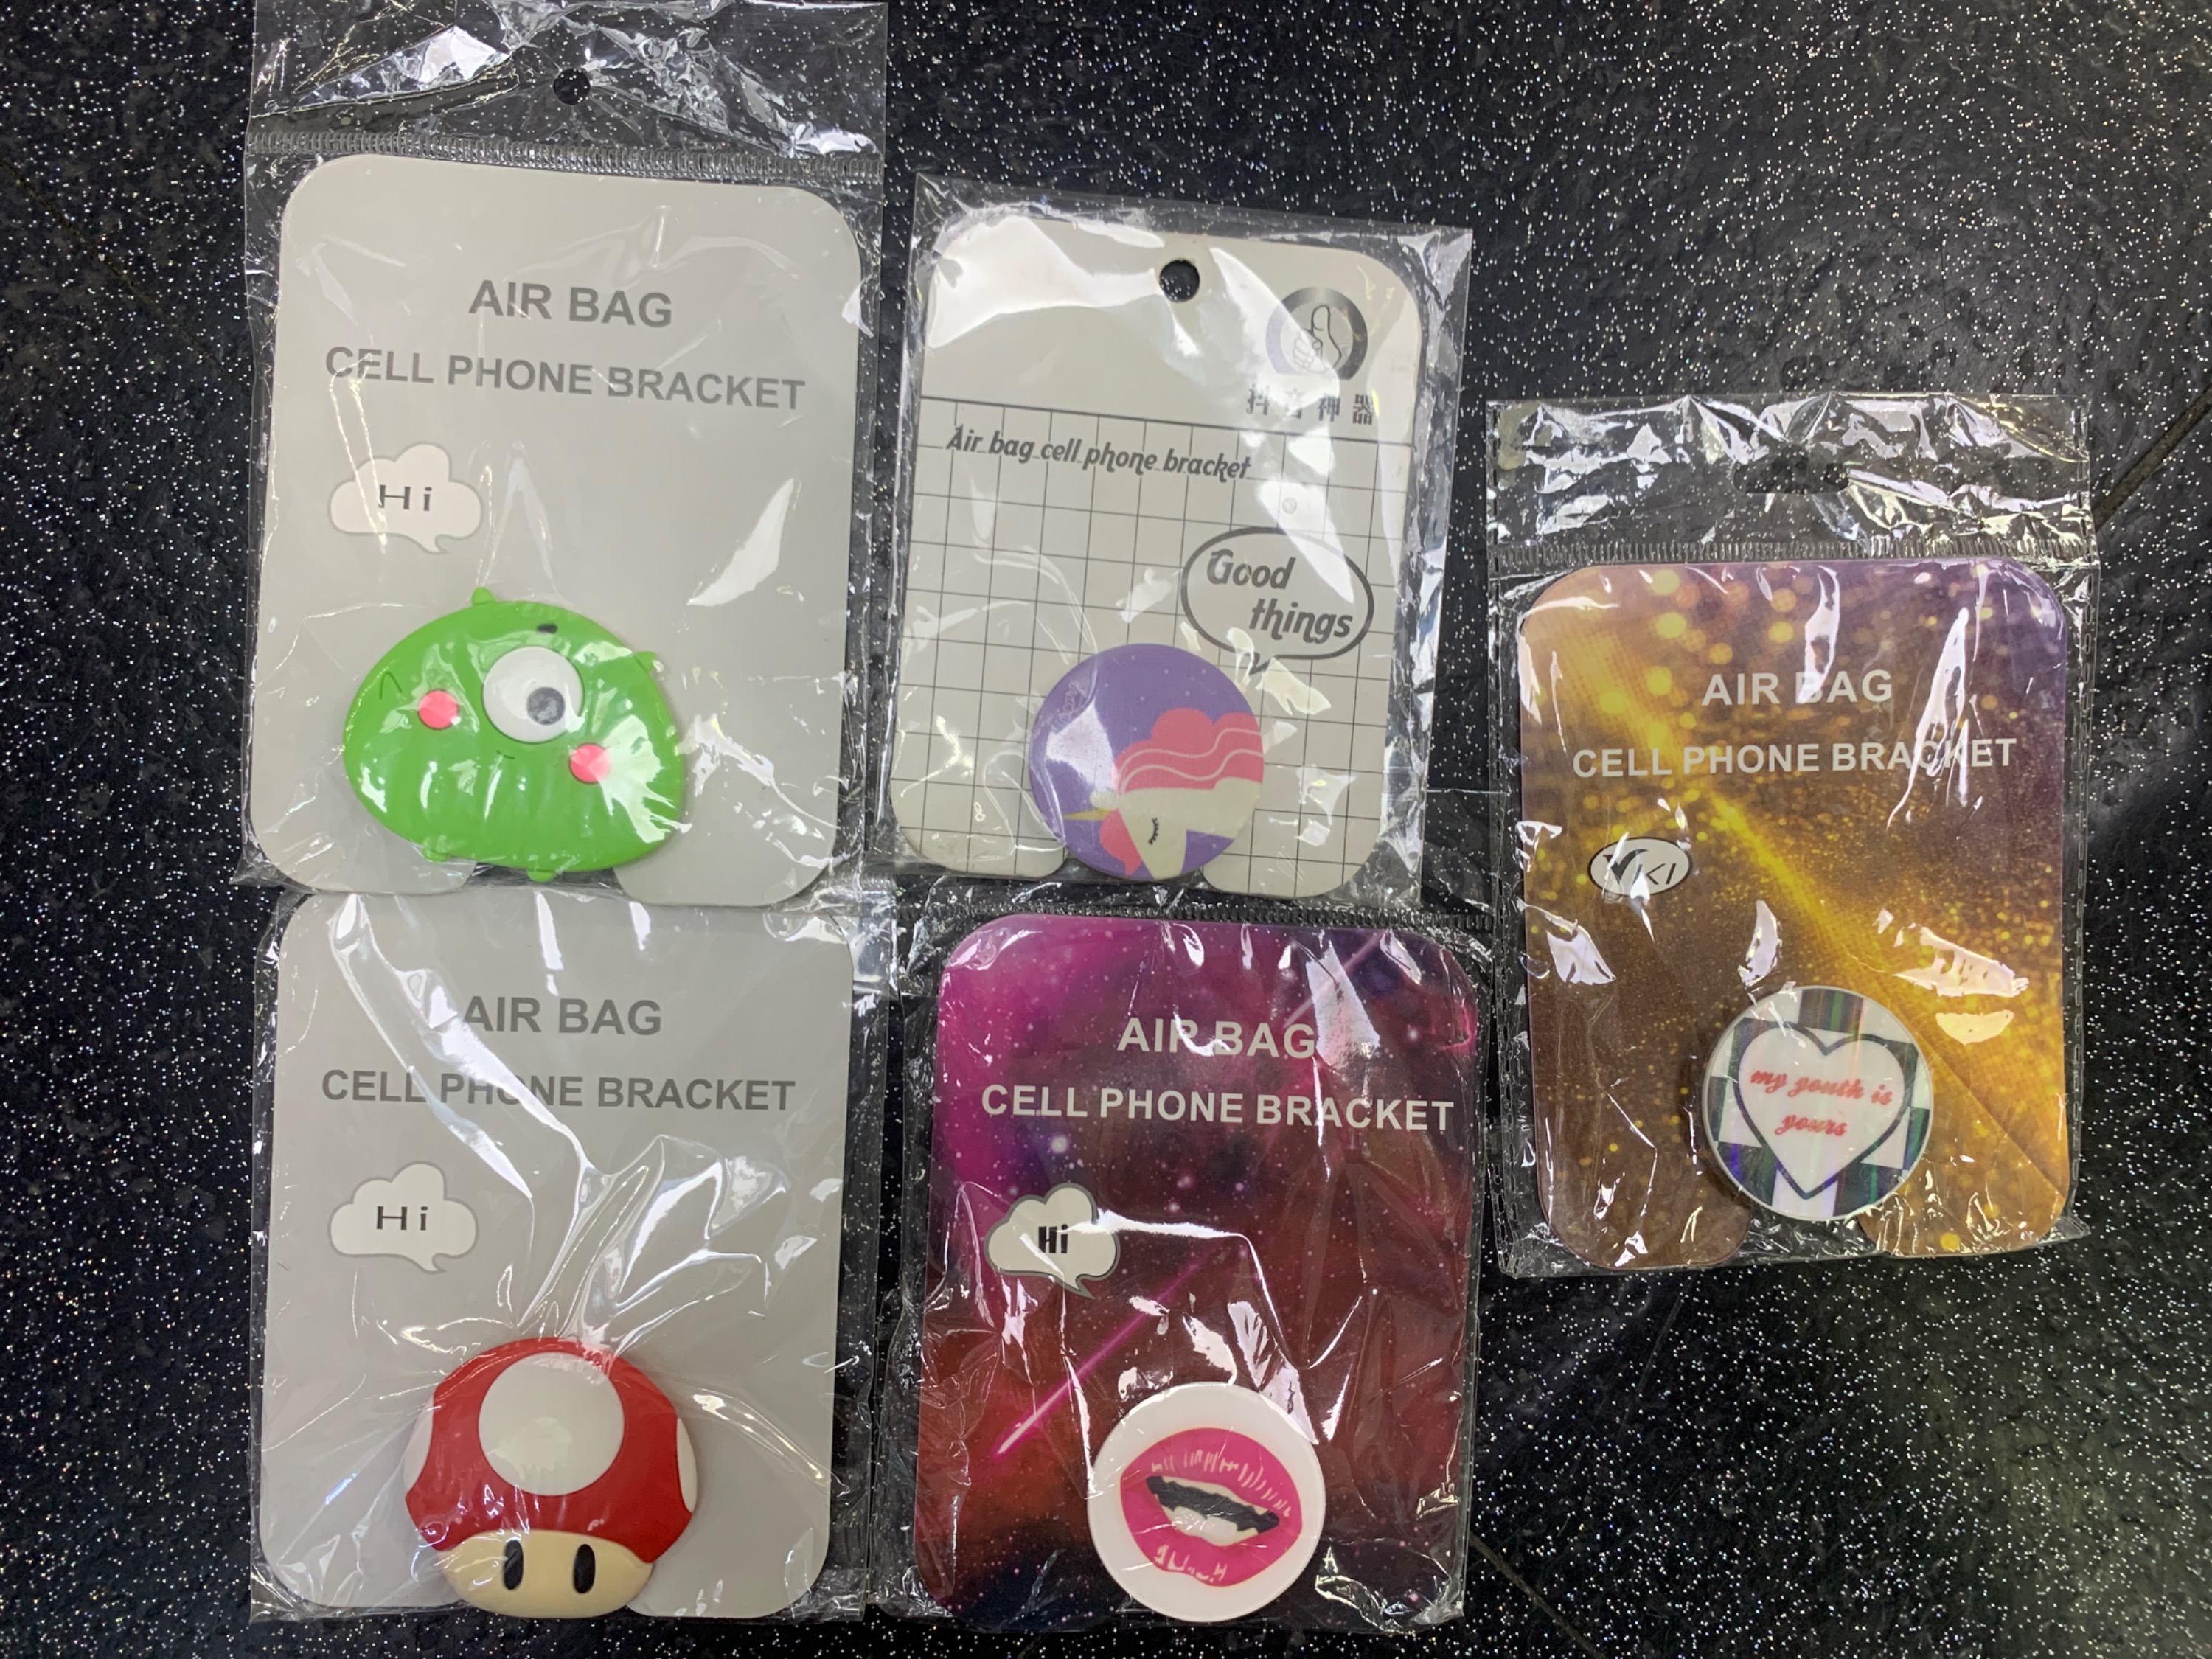 AIR BAG
CELL PHONE BRACKET
Hi
抖音神器
Air bag cell phone bracket
Good
things
AIR BAG
CELL PHONE BRACKET
VIKI
my youth is
yours
AIR BAG
CELL PHONE BRACKET
Hi
AIR BAG
CELL PHONE BRACKET
Hi